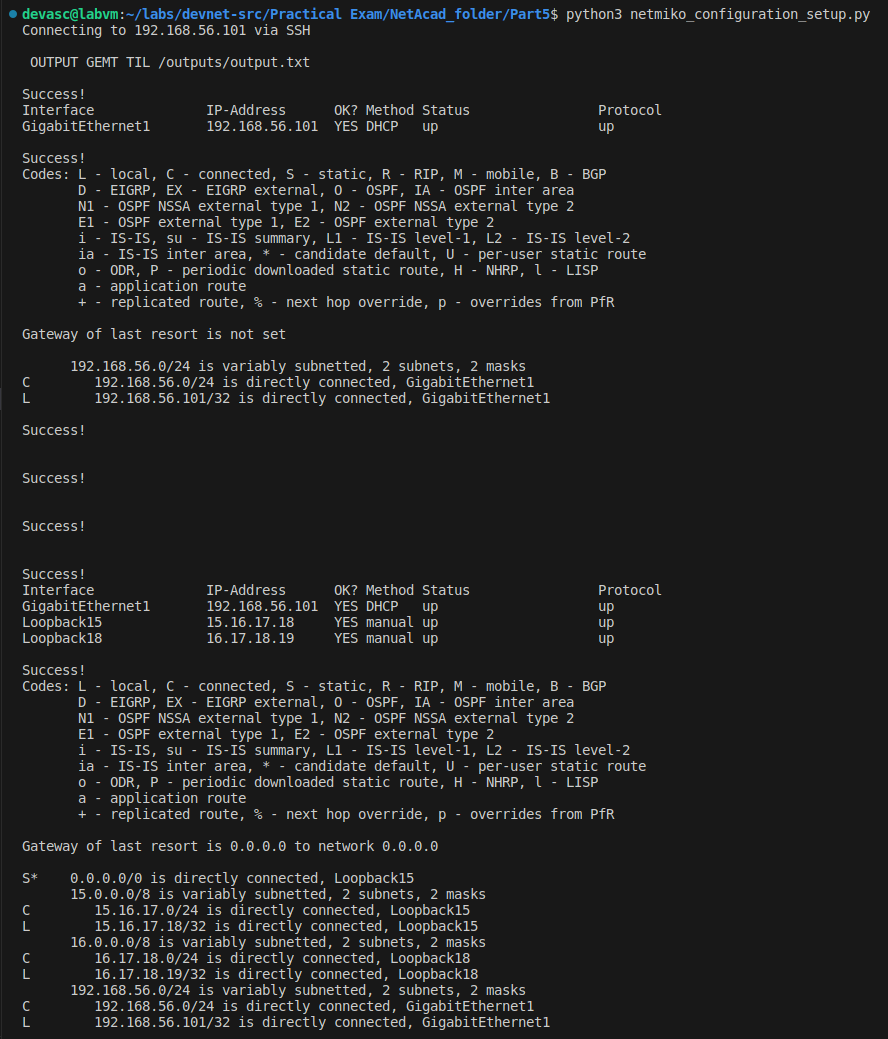 devasc@labvm:~/labs/devnet-src/Practical Exam/NetAcad_folder/Part5$ python3 netmiko_configuration_setup.py
Connecting to 192.168.56.101 via SSH
OUTPUT GEMT TIL /outputs/output.txt
Success!
Interface              IP-Address      OK? Method Status                Protocol
GigabitEthernet1       192.168.56.101  YES DHCP   up                    up
Success!
Codes: L - local, C - connected, S - static, R - RIP, M - mobile, B - BGP
       D - EIGRP, EX - EIGRP external, O - OSPF, IA - OSPF inter area
       N1 - OSPF NSSA external type 1, N2 - OSPF NSSA external type 2
       E1 - OSPF external type 1, E2 - OSPF external type 2
       i - IS-IS, su - IS-IS summary, L1 - IS-IS level-1, L2 - IS-IS level-2
       ia - IS-IS inter area, * - candidate default, U - per-user static route
       o - ODR, P - periodic downloaded static route, H - NHRP, l - LISP
       a - application route
       + - replicated route, % - next hop override, p - overrides from PfR
Gateway of last resort is not set
      192.168.56.0/24 is variably subnetted, 2 subnets, 2 masks
C        192.168.56.0/24 is directly connected, GigabitEthernet1
L        192.168.56.101/32 is directly connected, GigabitEthernet1
Success!
Success!
Success!
Success!
Interface              IP-Address      OK? Method Status                Protocol
GigabitEthernet1       192.168.56.101  YES DHCP   up                    up
Loopback15             15.16.17.18     YES manual up                    up
Loopback18             16.17.18.19     YES manual up                    up
Success!
Codes: L - local, C - connected, S - static, R - RIP, M - mobile, B - BGP
       D - EIGRP, EX - EIGRP external, O - OSPF, IA - OSPF inter area
       N1 - OSPF NSSA external type 1, N2 - OSPF NSSA external type 2
       E1 - OSPF external type 1, E2 - OSPF external type 2
       i - IS-IS, su - IS-IS summary, L1 - IS-IS level-1, L2 - IS-IS level-2
       ia - IS-IS inter area, * - candidate default, U - per-user static route
       o - ODR, P - periodic downloaded static route, H - NHRP, l - LISP
       a - application route
       + - replicated route, % - next hop override, p - overrides from PfR
Gateway of last resort is 0.0.0.0 to network 0.0.0.0
S*    0.0.0.0/0 is directly connected, Loopback15
      15.0.0.0/8 is variably subnetted, 2 subnets, 2 masks
C        15.16.17.0/24 is directly connected, Loopback15
L        15.16.17.18/32 is directly connected, Loopback15
      16.0.0.0/8 is variably subnetted, 2 subnets, 2 masks
C        16.17.18.0/24 is directly connected, Loopback18
L        16.17.18.19/32 is directly connected, Loopback18
      192.168.56.0/24 is variably subnetted, 2 subnets, 2 masks
C        192.168.56.0/24 is directly connected, GigabitEthernet1
L        192.168.56.101/32 is directly connected, GigabitEthernet1